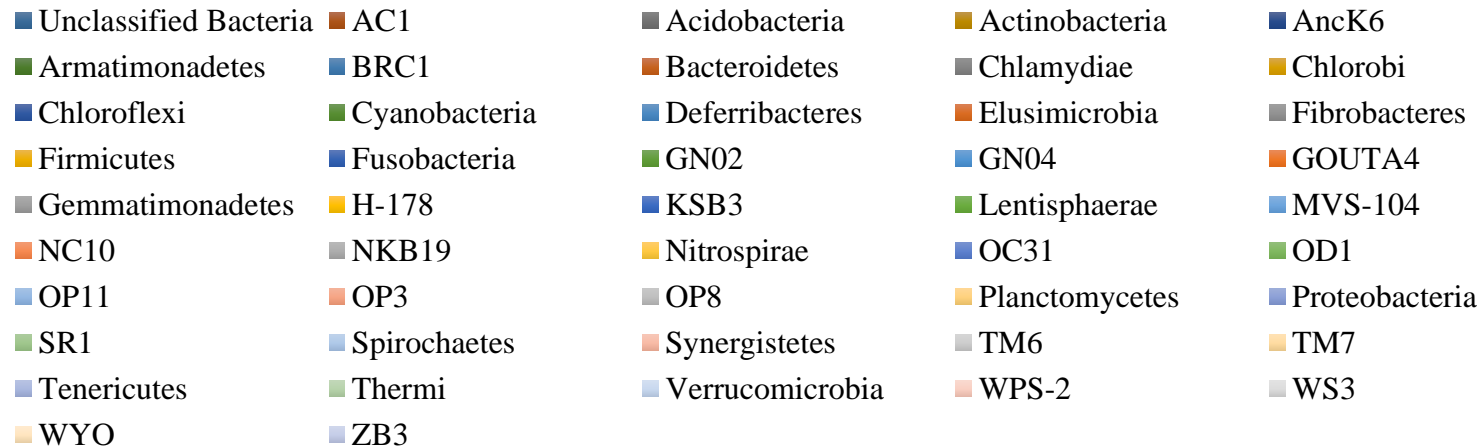 Unclassified Bacteria AC1 Acidobacteria Actinobacteria AncK6
Armatimonadetes BRC1 Bacteroidetes Chlamydiae Chlorobi
Chloroflexi Cyanobacteria Deferribacteres Elusimicrobia Fibrobacteres
Firmicutes Fusobacteria GN02 GN04 GOUTA4
Gemmatimonadetes H-178 KSB3 Lentisphaerae MVS-104
NC10 NKB19 Nitrospirae OC31 OD1
OP11 OP3 OP8 Planctomycetes Proteobacteria
SR1 Spirochaetes Synergistetes TM6 TM7
Tenericutes Thermi Verrucomicrobia WPS-2 WS3
WYO ZB3